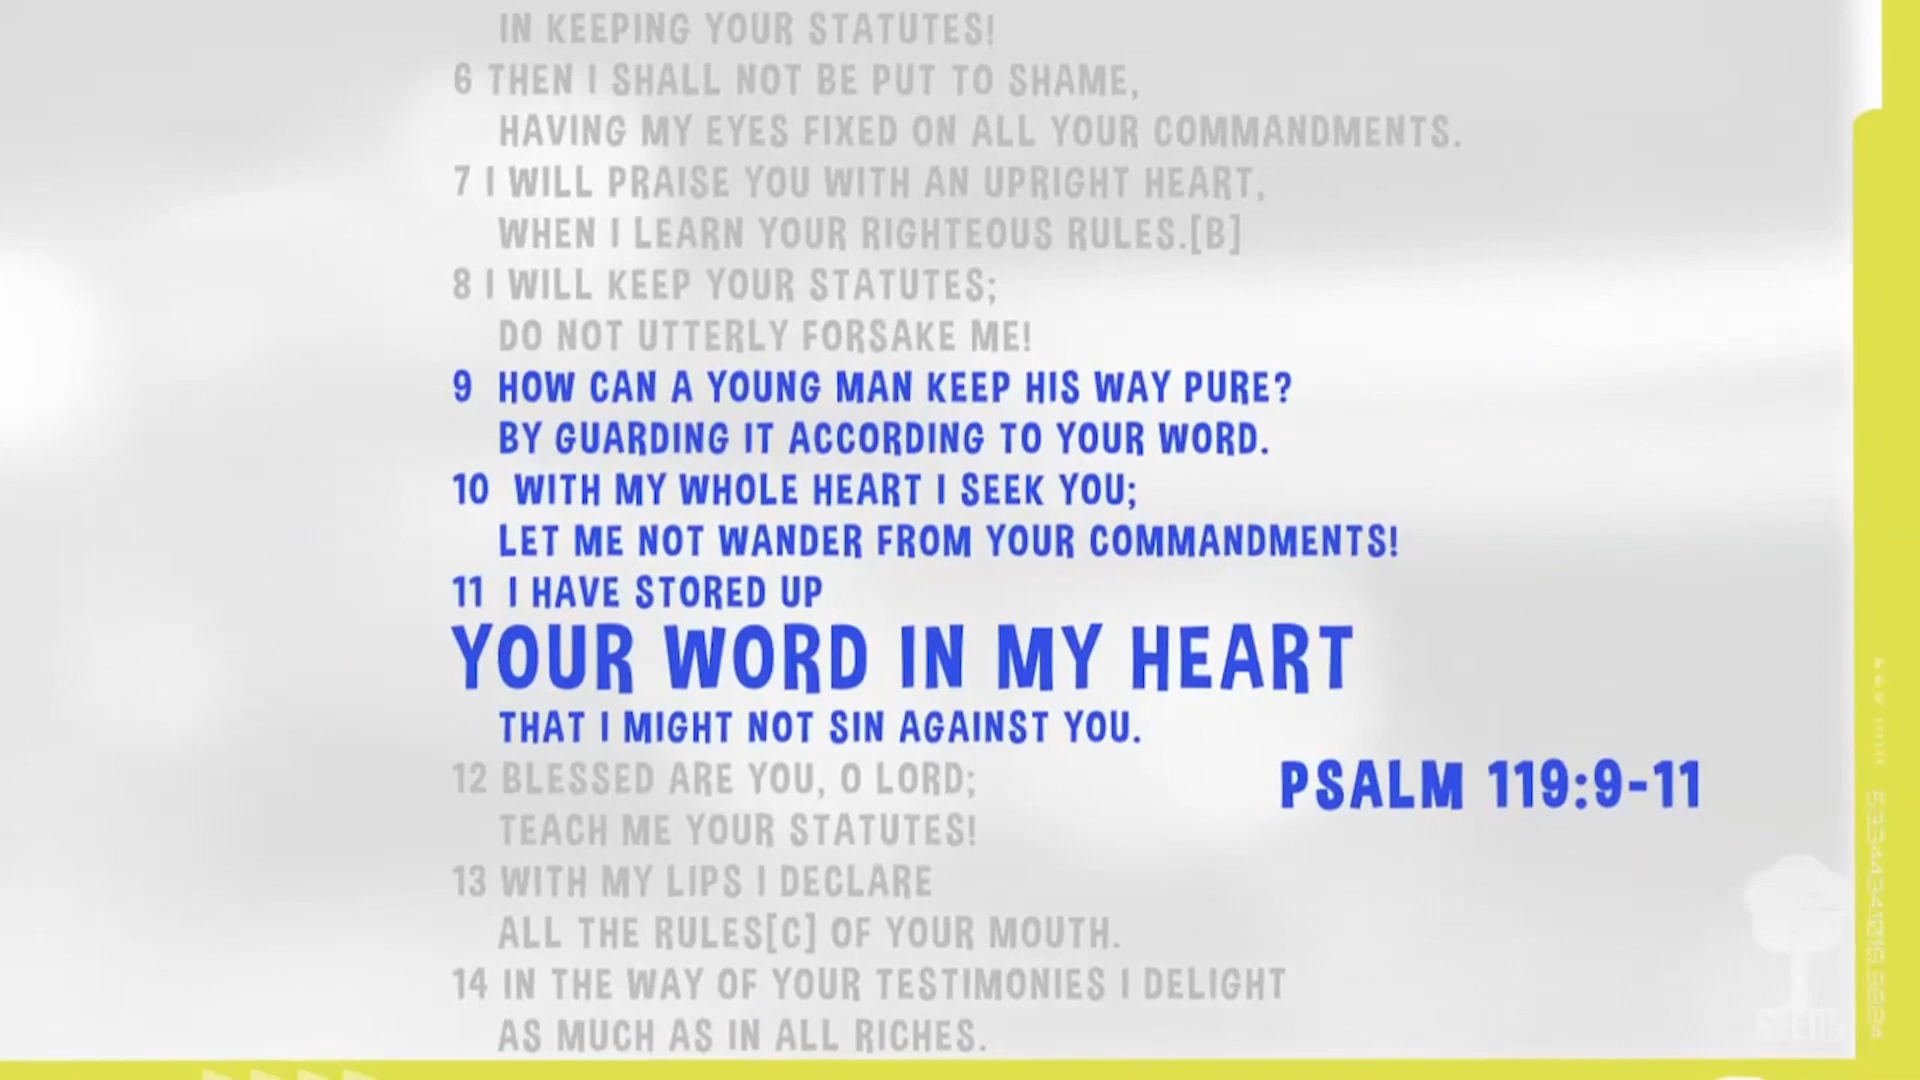 IN KEEPING YOUR STATUTES!
6 THEN I SHALL NOT BE PUT TO SHAME,
HAVING MY EYES FIXED ON ALL YOUR COMMANDMENTS.
7 I WILL PRAISE YOU WITH AN UPRIGHT HEART,
WHEN I LEARN YOUR RIGHTEOUS RULES.[B]
8 I WILL KEEP YOUR STATUTES;
DO NOT UTTERLY FORSAKE ME!
9 HOW CAN A YOUNG MAN KEEP HIS WAY PURE?
BY GUARDING IT ACCORDING TO YOUR WORD.
10 WITH MY WHOLE HEART I SEEK YOU;
LET ME NOT WANDER FROM YOUR COMMANDMENTS!
11 I HAVE STORED UP
YOUR WORD IN MY HEART
THAT I MIGHT NOT SIN AGAINST YOU.
12 BLESSED ARE YOU, O LORD;
PSALM 119:9-11
TEACH ME YOUR STATUTES!
13 WITH MY LIPS I DECLARE
ALL THE RULES[C] OF YOUR MOUTH.
14 IN THE WAY OF YOUR TESTIMONIES I DELIGHT
AS MUCH AS IN ALL RICHES.